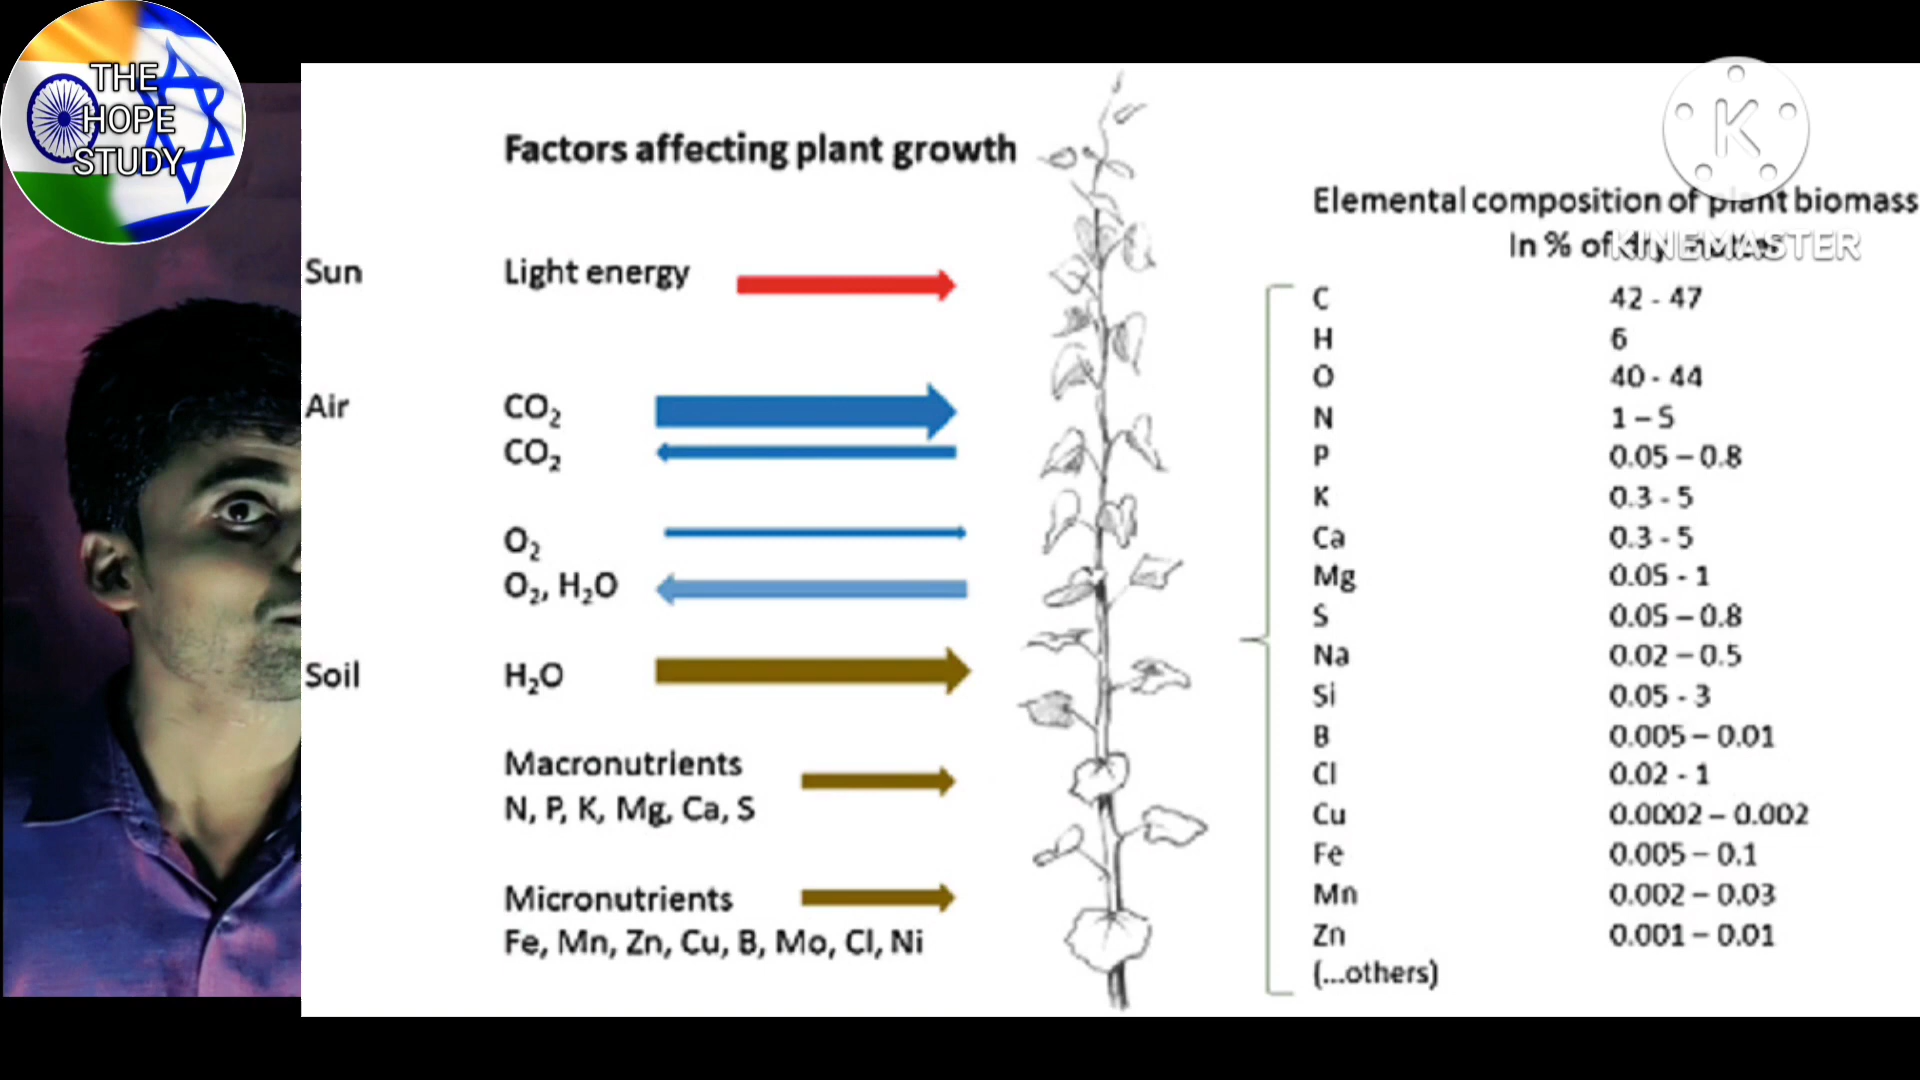 THE
HOPE
STUDY
Factors affecting plant growth
Sun Light energy
Air CO₂
CO₂
O₂
O₂, H₂O
Soil H₂O
Macronutrients
N, P, K, Mg, Ca, S
Micronutrients
Fe, Mn, Zn, Cu, B, Mo, Cl, Ni
K
KINEMASTER
Elemental composition of plant biomass
In % of dry matter
C 42 - 47
H 6
O 40 - 44
N 1 – 5
P 0.05 – 0.8
K 0.3 - 5
Ca 0.3 - 5
Mg 0.05 - 1
S 0.05 – 0.8
Na 0.02 – 0.5
Si 0.05 - 3
B 0.005 – 0.01
Cl 0.02 - 1
Cu 0.0002 – 0.002
Fe 0.005 – 0.1
Mn 0.002 – 0.03
Zn 0.001 – 0.01
(...others)